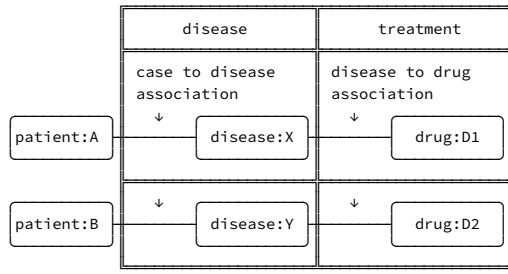 disease
treatment
case to disease
association
disease to drug
association
↓
↓
patient:A
disease:X
drug:D1
↓
↓
patient:B
disease:Y
drug:D2